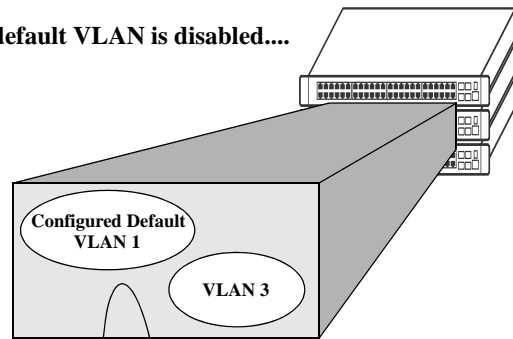 default VLAN is disabled....
Configured Default
VLAN 1
VLAN 3